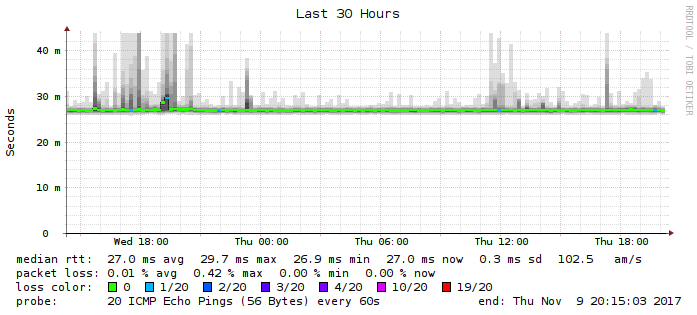 Last 30 Hours
RRDTOOL / TOBI OETIKER
Seconds
40 m
30 m
20 m
10 m
0
Wed 18:00 Thu 00:00 Thu 06:00 Thu 12:00 Thu 18:00
median rtt: 27.0 ms avg 29.7 ms max 26.9 ms min 27.0 ms now 0.3 ms sd 102.5 am/s
packet loss: 0.01 % avg 0.42 % max 0.00 % min 0.00 % now
loss color: 0 1/20 2/20 3/20 4/20 10/20 19/20
probe: 20 ICMP Echo Pings (56 Bytes) every 60s end: Thu Nov 9 20:15:03 2017